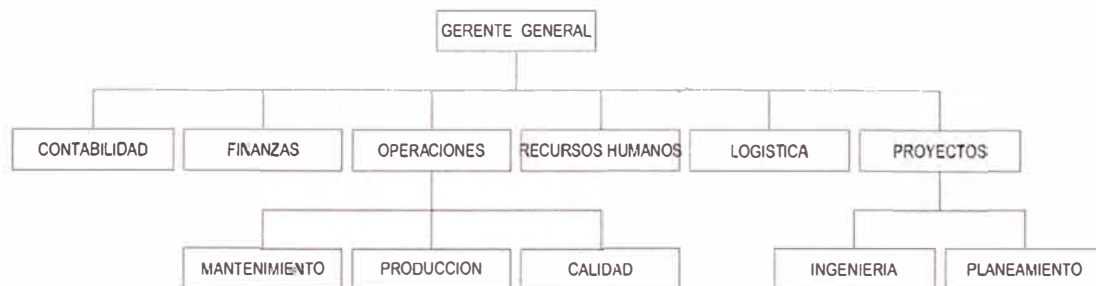 GERENTE GENERAL
CONTABILIDAD
FINANZAS
OPERACIONES
RECURSOS HUMANOS
LOGISTICA
PROYECTOS
MANTENIMIENTO
PRODUCCION
CALIDAD
INGENIERIA
PLANEAMIENTO